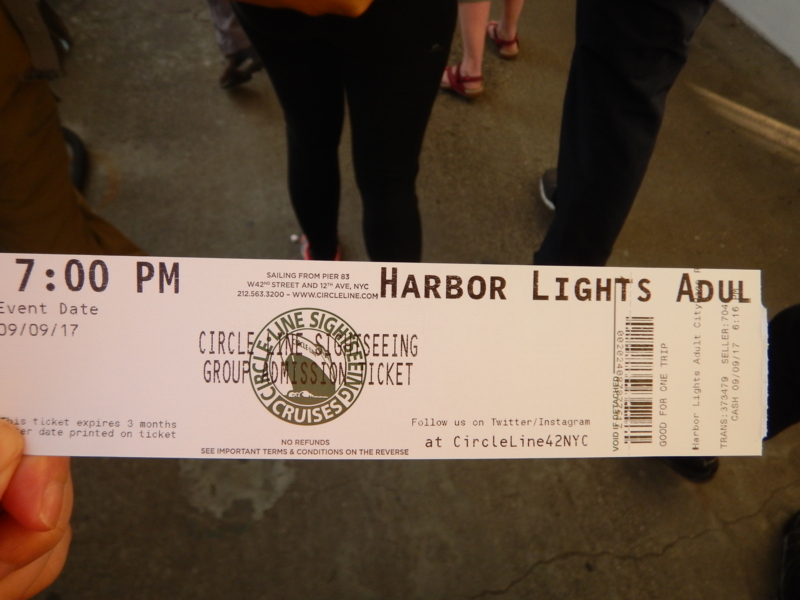 7:00 PM
Event Date
09/09/17
SAILING FROM PIER 83
W42ND STREET AND 12TH AVE, NYC
212.563.3200 – WWW.CIRCLELINE.COM
HARBOR LIGHTS ADUL
CIRCLE LINE SIGHTSEEING
GROUP ADMISSION TICKET
CIRCLE·LINE SIGHTSEEING
CRUISES
This ticket expires 3 months
date printed on ticket
NO REFUNDS
SEE IMPORTANT TERMS & CONDITIONS ON THE REVERSE
Follow us on Twitter/Instagram
at CircleLine42NYC
VOID IF DETACHED
GOOD FOR ONE TRIP
Harbor Lights Adult City
TRANS:373479 SELLER:704
CASH 09/09/17 6:16 PM